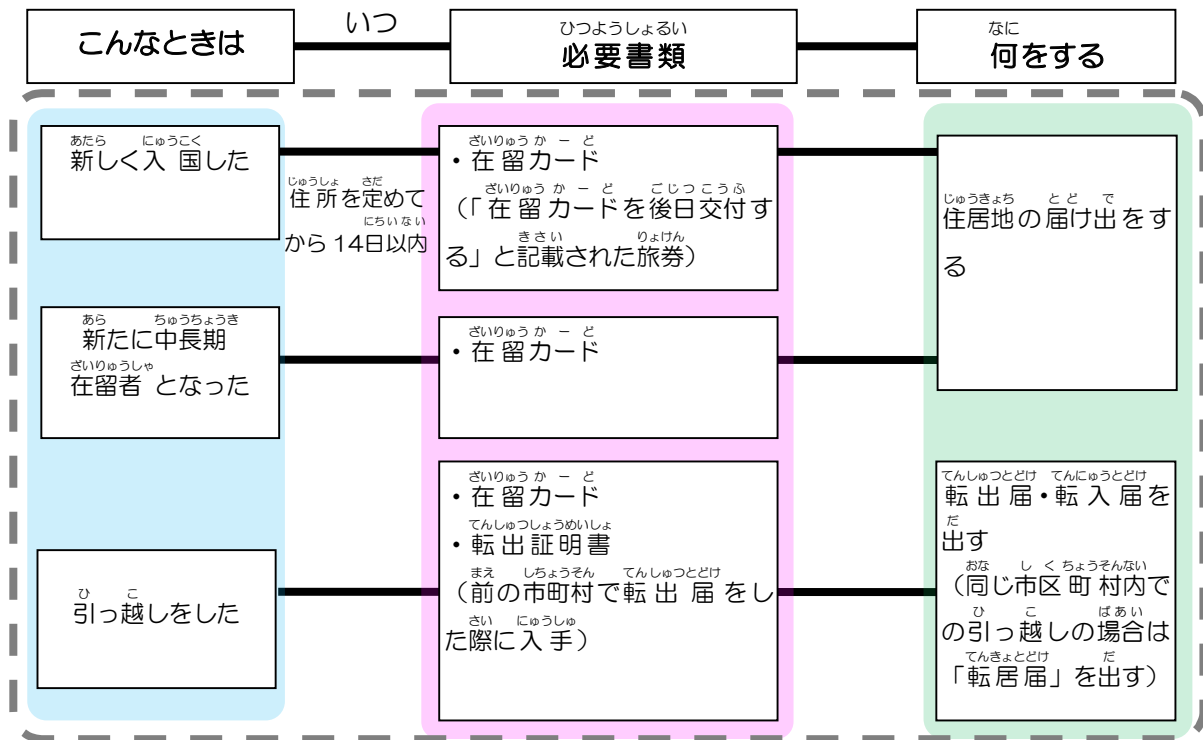 こんなときは
いつ
ひつようしょるい
必要書類
なに
何をする
あたら にゅうこく
新しく入国した
じゅうしょ さだ
住所を定めて
にちいない
から14日以内
ざいりゅうかーど
・在留カード
ざいりゅうかーど ごじつこうふ
(「在留カードを後日交付す
きさい りょけん
る」と記載された旅券)
じゅうきょち とど で
住居地の届け出をす
る
あら ちゅうちょうき
新たに中長期
ざいりゅうしゃ
在留者 となった
ざいりゅうかーど
・在留カード
ひ こ
引っ越しをした
ざいりゅうかーど
・在留カード
てんしゅつしょうめいしょ
・転出証明書
まえ しちょうそん てんしゅつとどけ
(前の市町村で転出届をし
さい にゅうしゅ
た際に入手)
てんしゅつとどけ てんにゅうとどけ
転出届・転入届を
だ
出す
おな しくちょうそんない
(同じ市区町村内で
ひ こ ばあい
の引っ越しの場合は
てんきょとどけ だ
「転居届」を出す)